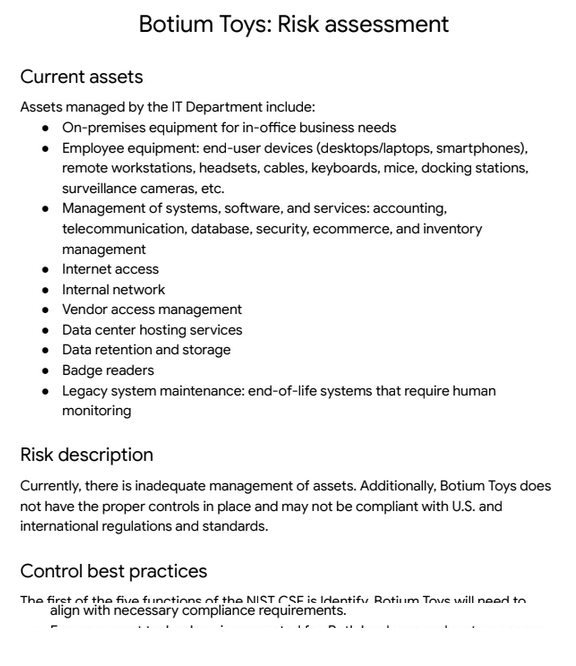 Botium Toys: Risk assessment
Current assets
Assets managed by the IT Department include:
● On-premises equipment for in-office business needs
● Employee equipment: end-user devices (desktops/laptops, smartphones),
remote workstations, headsets, cables, keyboards, mice, docking stations,
surveillance cameras, etc.
● Management of systems, software, and services: accounting,
telecommunication, database, security, ecommerce, and inventory
management
● Internet access
● Internal network
● Vendor access management
● Data center hosting services
● Data retention and storage
● Badge readers
● Legacy system maintenance: end-of-life systems that require human
monitoring
Risk description
Currently, there is inadequate management of assets. Additionally, Botium Toys does
not have the proper controls in place and may not be compliant with U.S. and
international regulations and standards.
Control best practices
The first of the five functions of the NIST CSF is Identify. Botium Toys will need to
align with necessary compliance requirements.